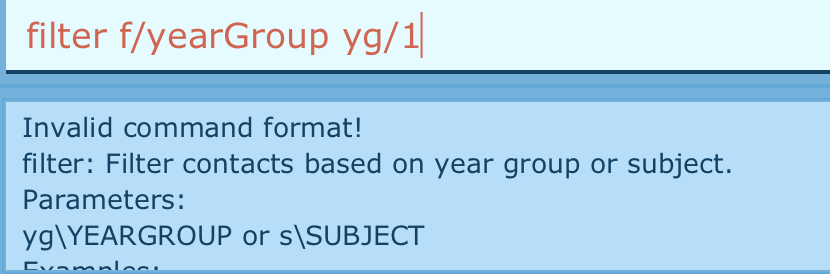 filter f/yearGroup yg/1
Invalid command format!
filter: Filter contacts based on year group or subject.
Parameters:
yg\YEARGROUP or s\SUBJECT
Examples: